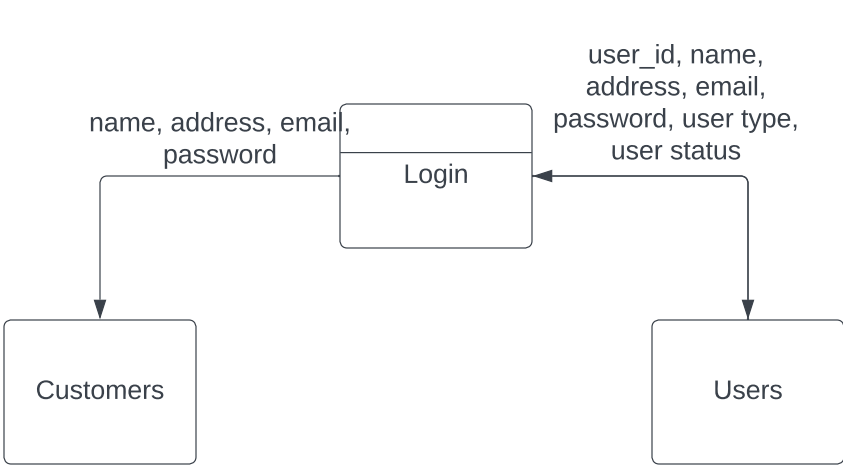 user_id, name,
address, email,
password, user type,
user status
name, address, email,
password
Login
Customers
Users